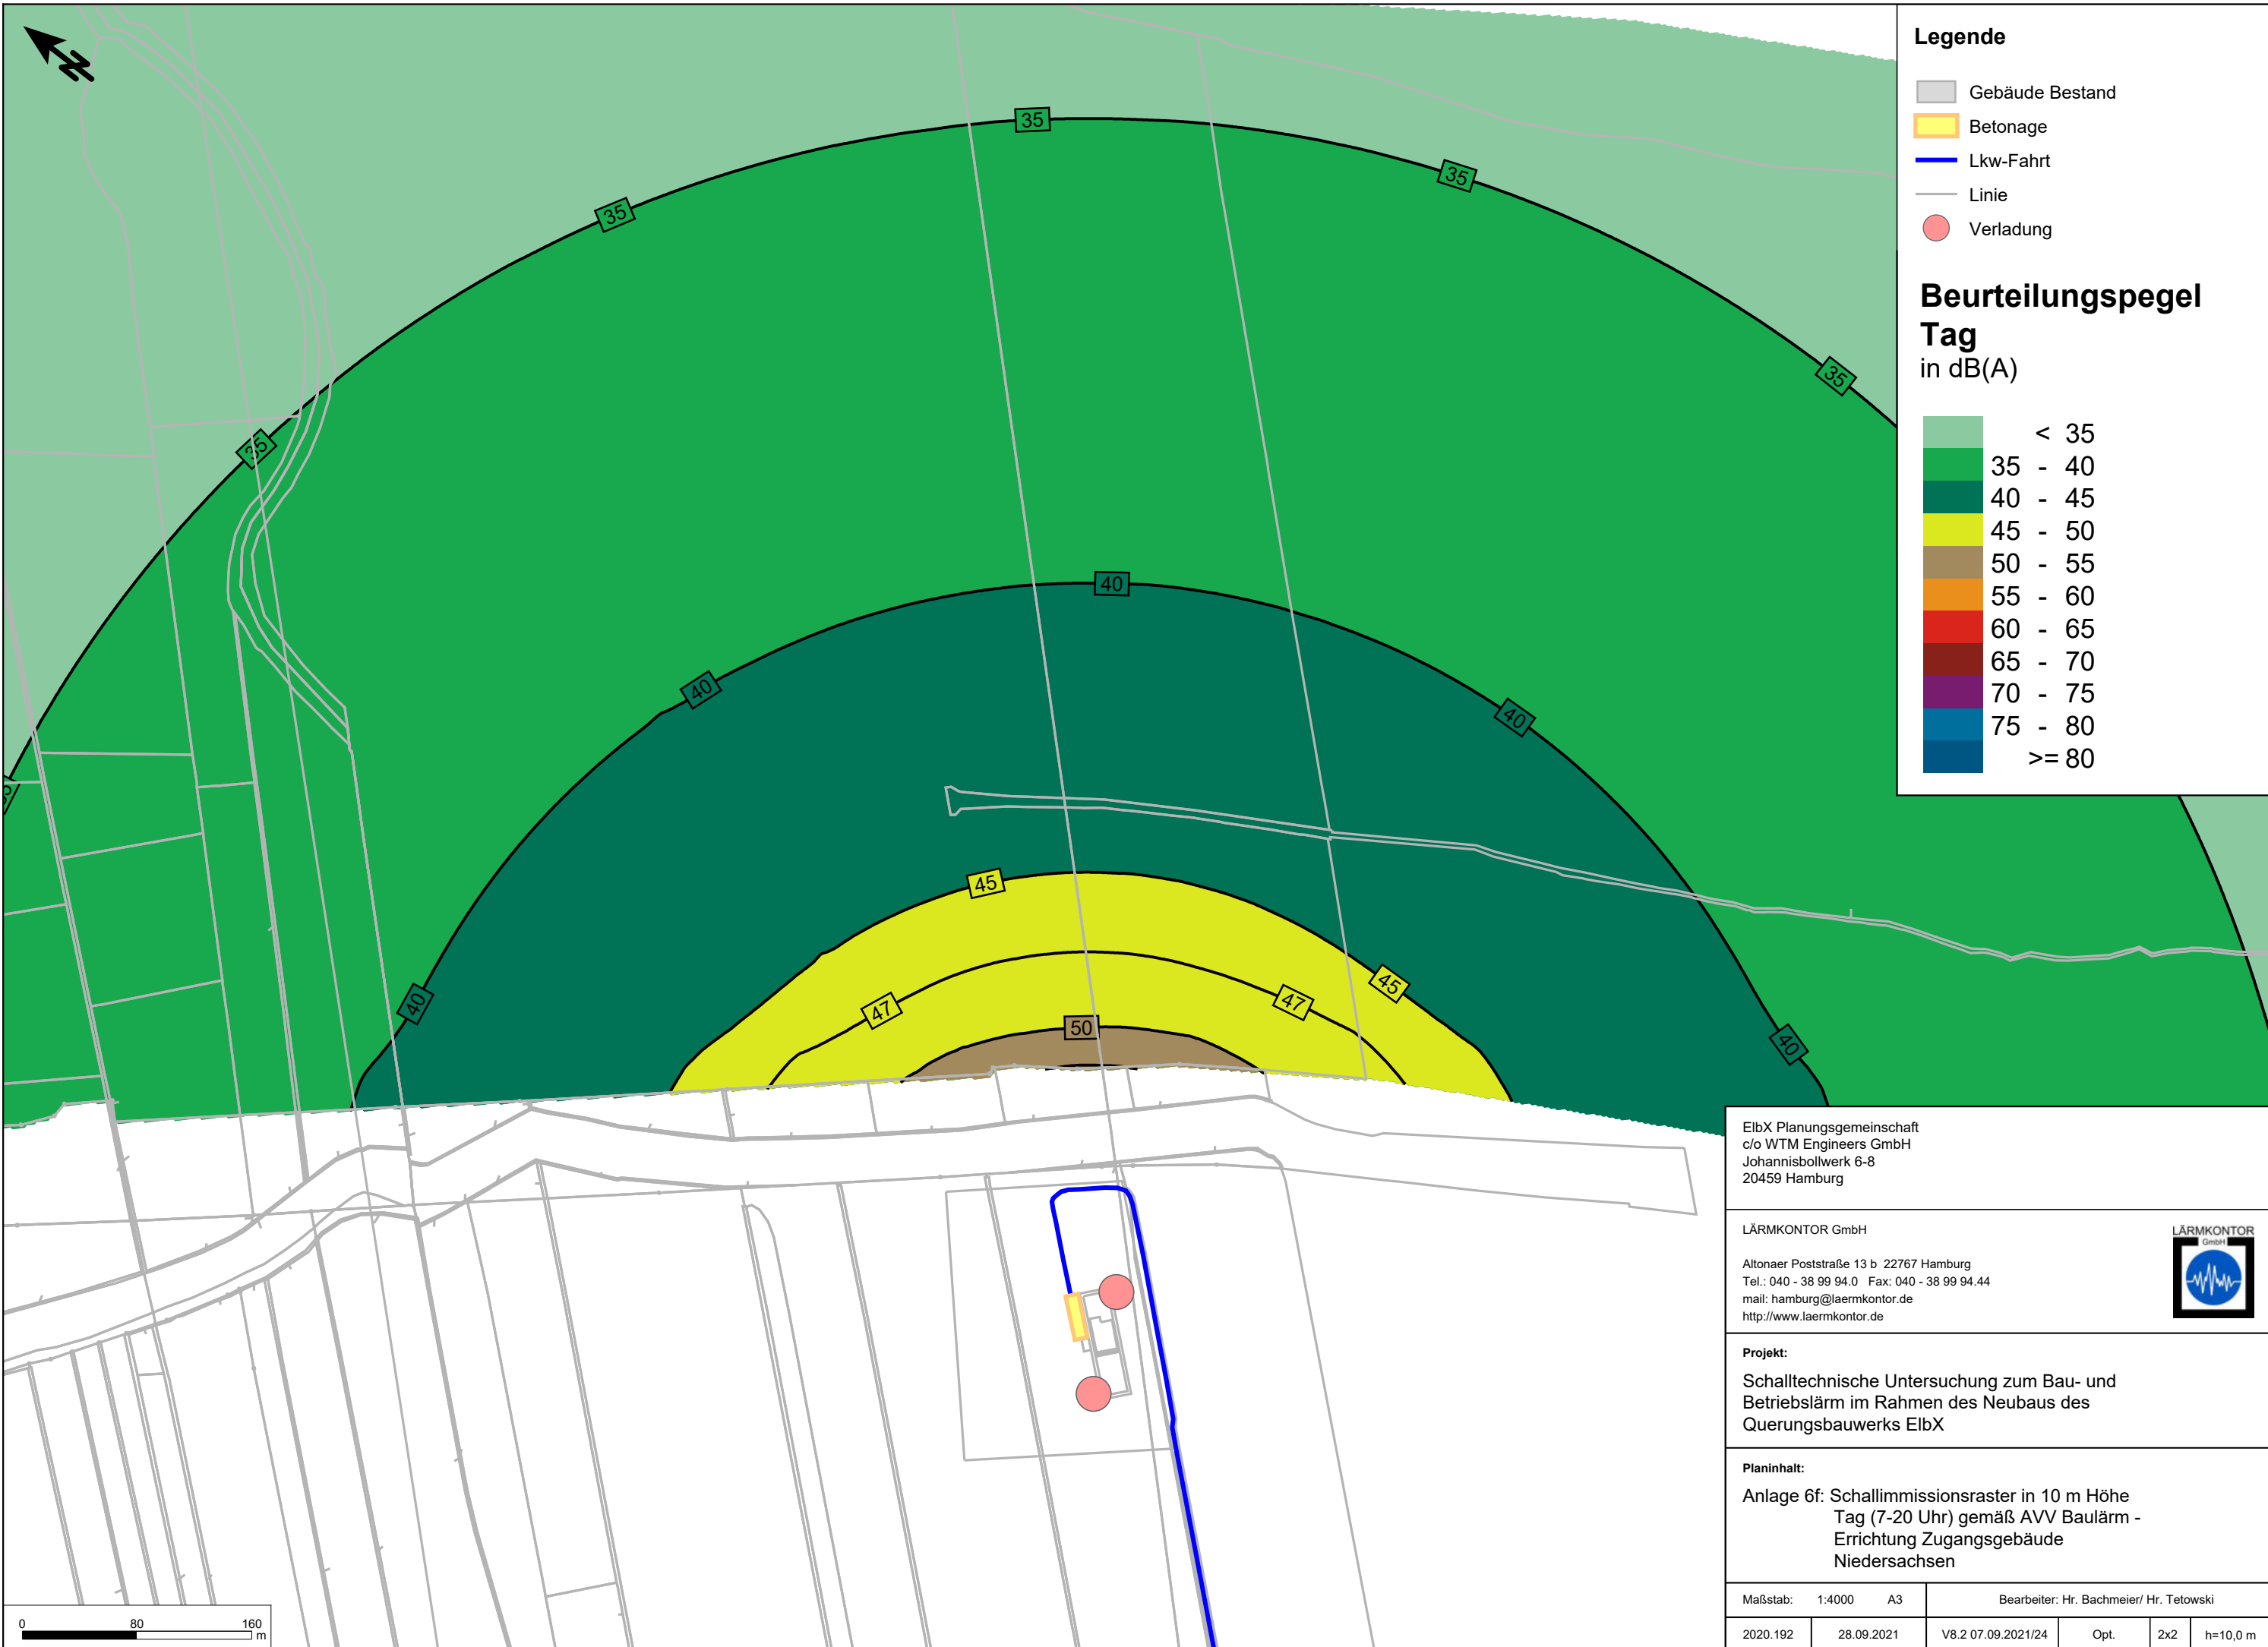 Legende
Gebäude Bestand
Betonage
Lkw-Fahrt
Linie
Verladung
Beurteilungspegel
Tag
in dB(A)
< 35
35 - 40
40 - 45
45 - 50
50 - 55
55 - 60
60 - 65
65 - 70
70 - 75
75 - 80
>= 80
35
35
35
35
35
40
40
40
45
40
45
47
47
50
40
ElbX Planungsgemeinschaft
c/o WTM Engineers GmbH
Johannisbollwerk 6-8
20459 Hamburg
LÄRMKONTOR GmbH
Altonaer Poststraße 13 b 22767 Hamburg
Tel.: 040 - 38 99 94.0 Fax: 040 - 38 99 94.44
mail: hamburg@laermkontor.de
http://www.laermkontor.de
LÄRMKONTOR
GmbH
Projekt:
Schalltechnische Untersuchung zum Bau- und
Betriebslärm im Rahmen des Neubaus des
Querungsbauwerks ElbX
Planinhalt:
Anlage 6f: Schallimmissionsraster in 10 m Höhe
Tag (7-20 Uhr) gemäß AVV Baulärm -
Errichtung Zugangsgebäude
Niedersachsen
Maßstab: 1:4000 A3 Bearbeiter: Hr. Bachmeier/ Hr. Tetowski
2020.192 28.09.2021 V8.2 07.09.2021/24 Opt. 2x2 h=10,0 m
0 80 160
m